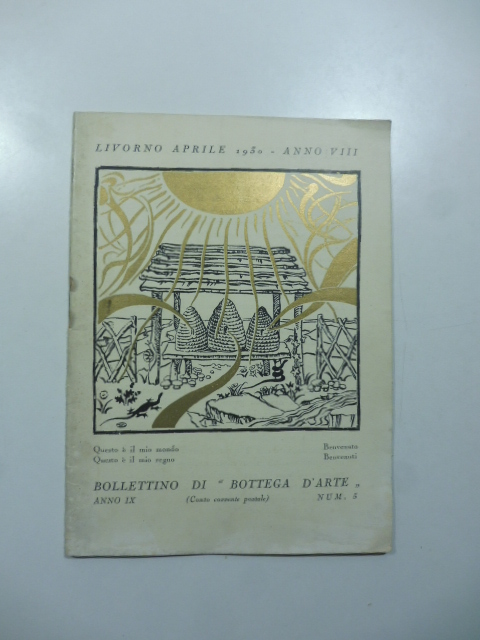 LIVORNO APRILE 1930 - ANNO VIII
Questo è il mio mondo
Questo è il mio regno
Benvenuto
Benvenuti
BOLLETTINO DI " BOTTEGA D'ARTE „
ANNO IX (Conto corrente postale) NUM. 5